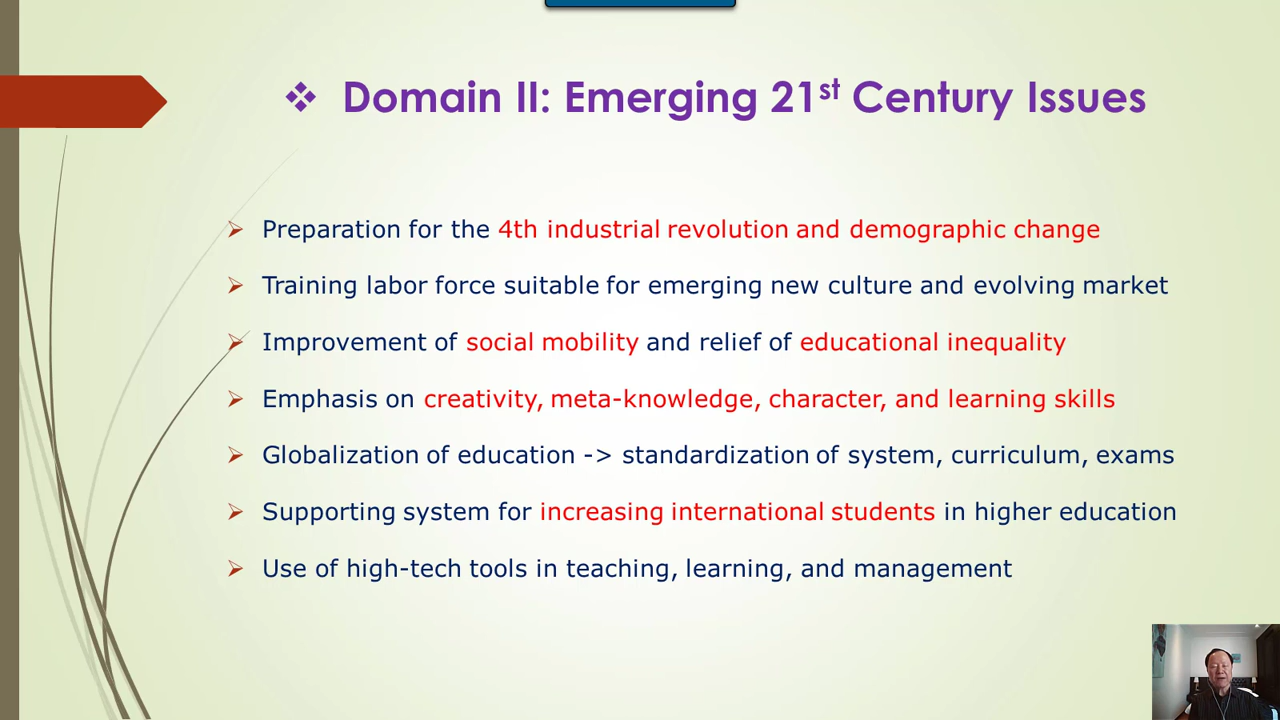 ❖ Domain II: Emerging 21st Century Issues
➢ Preparation for the 4th industrial revolution and demographic change
➢ Training labor force suitable for emerging new culture and evolving market
➢ Improvement of social mobility and relief of educational inequality
➢ Emphasis on creativity, meta-knowledge, character, and learning skills
➢ Globalization of education -> standardization of system, curriculum, exams
➢ Supporting system for increasing international students in higher education
➢ Use of high-tech tools in teaching, learning, and management